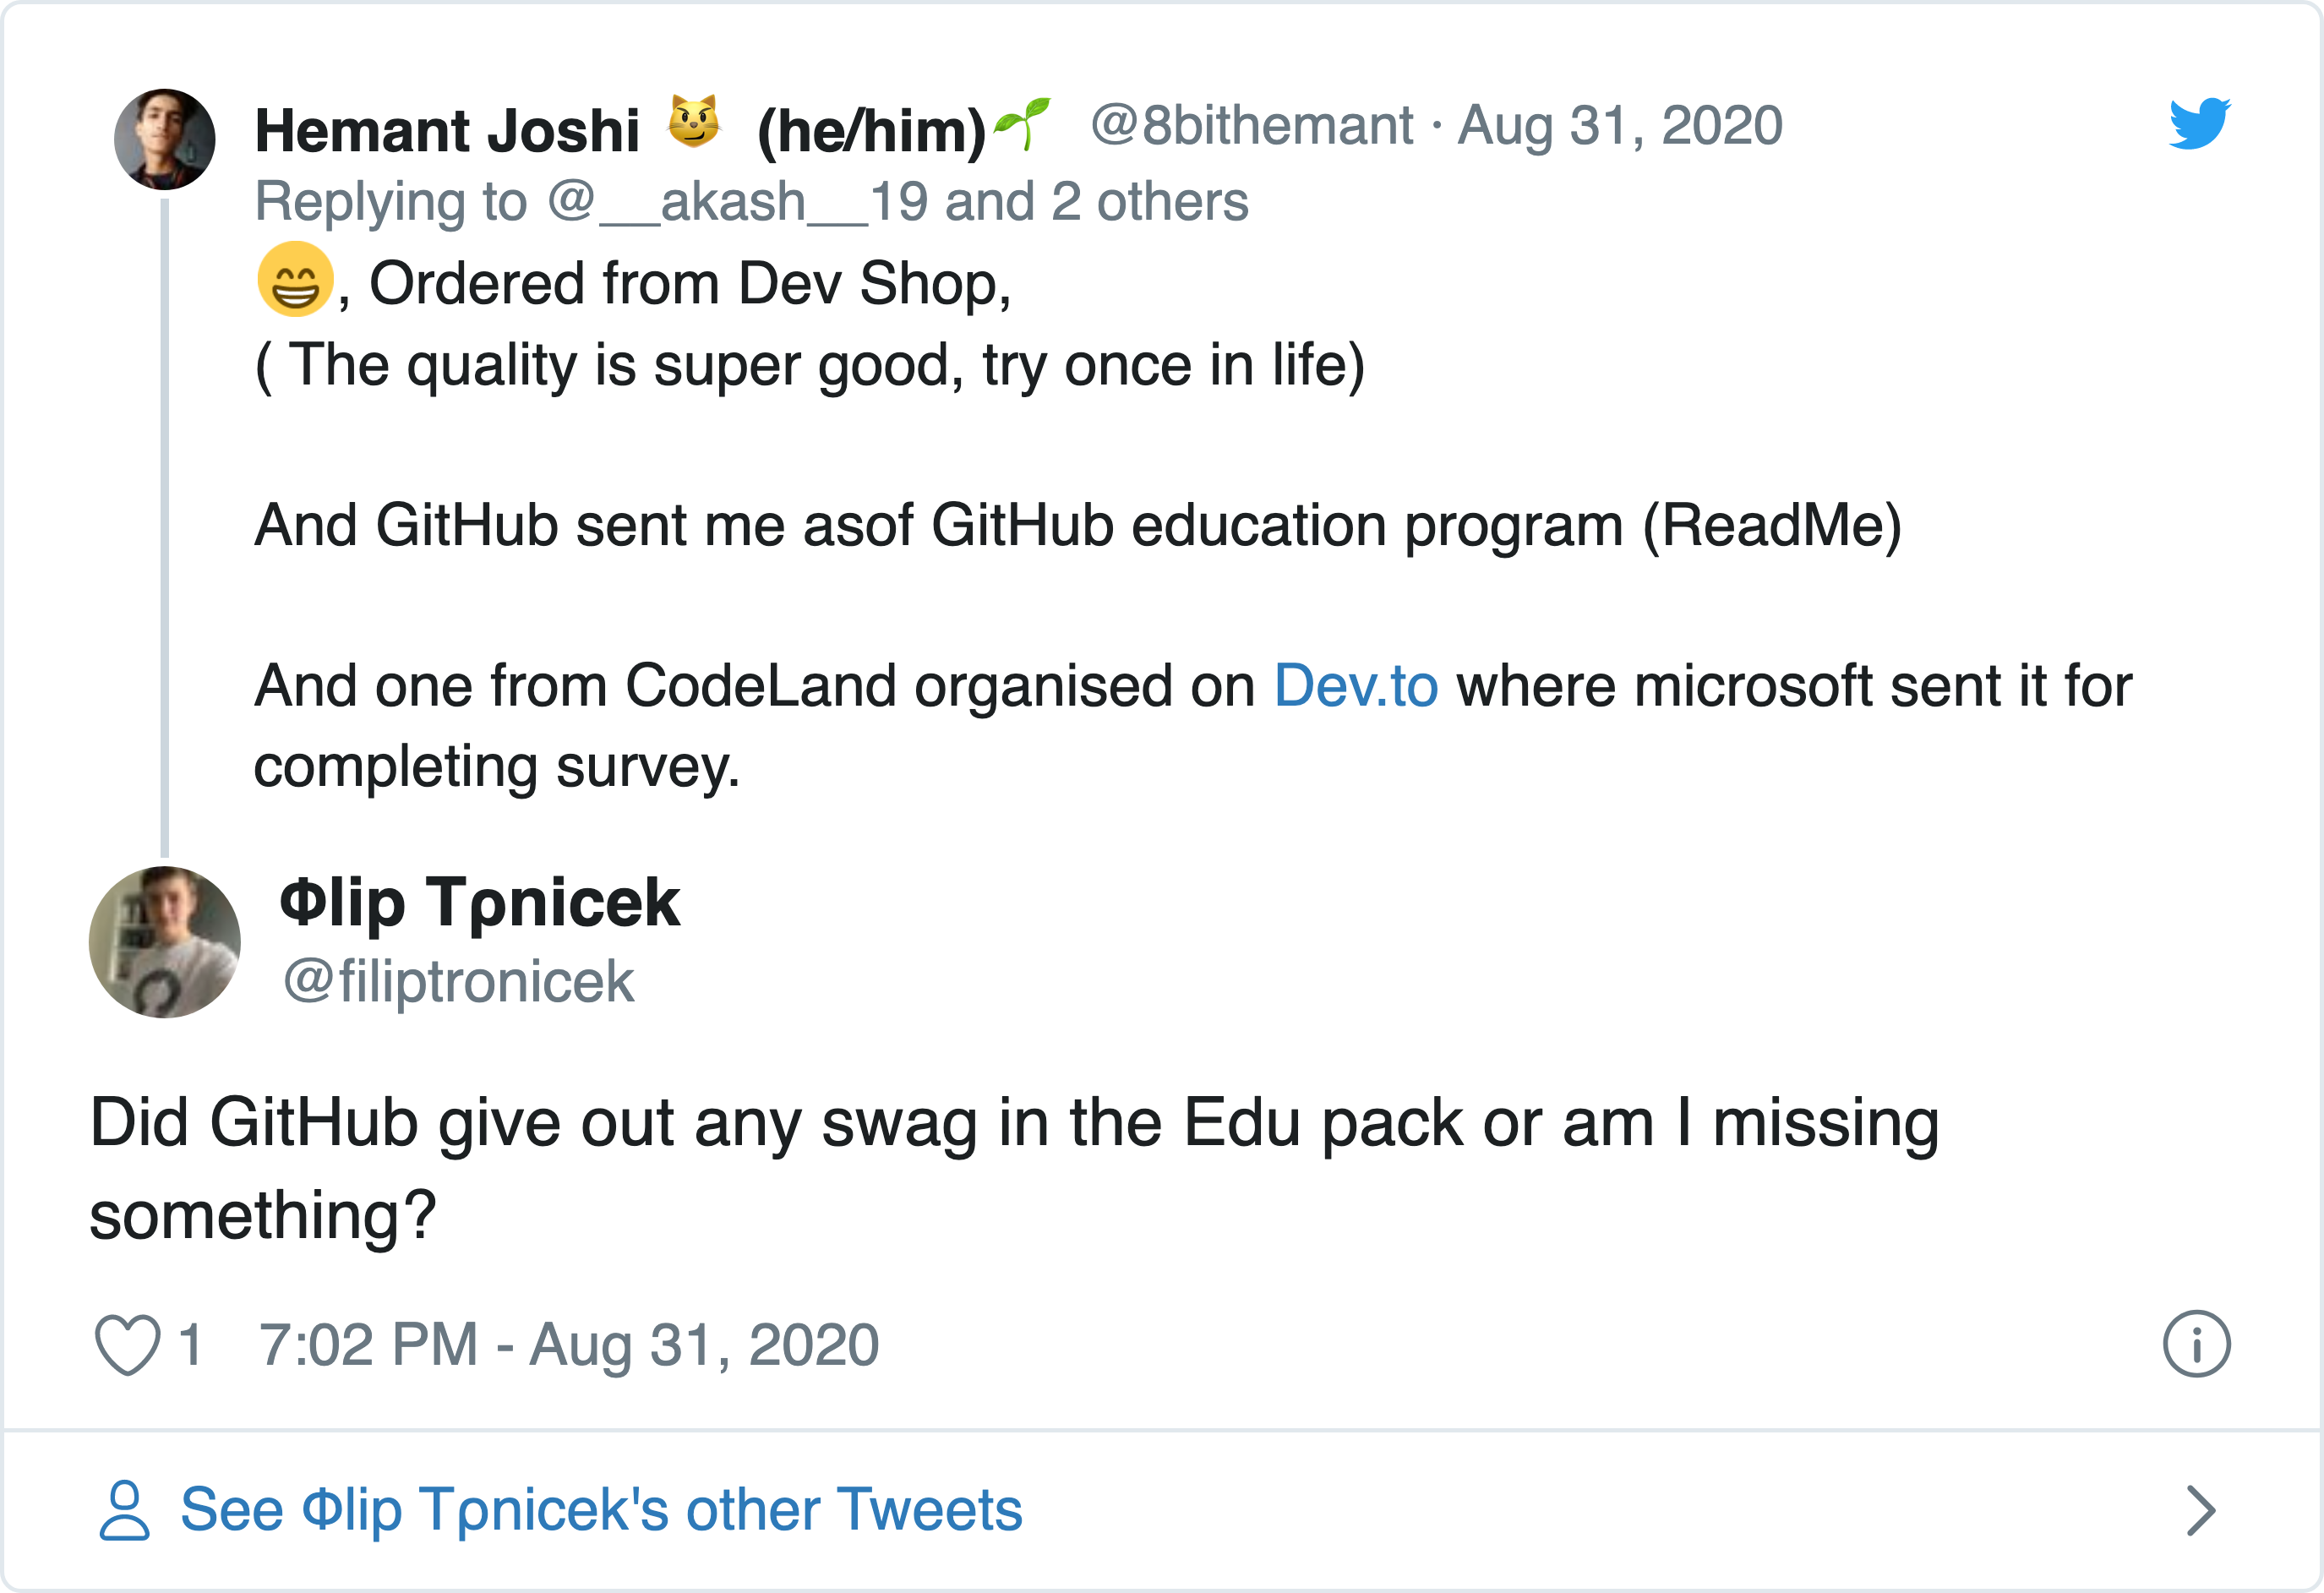 Hemant Joshi 😼 (he/him)🌱 @8bithemant · Aug 31, 2020
Replying to @__akash__19 and 2 others
😁, Ordered from Dev Shop,
( The quality is super good, try once in life)
And GitHub sent me asof GitHub education program (ReadMe)
And one from CodeLand organised on Dev.to where microsoft sent it for
completing survey.
Φlip Tρnicek
@filiptronicek
Did GitHub give out any swag in the Edu pack or am I missing
something?
1 7:02 PM - Aug 31, 2020
See Φlip Tρnicek's other Tweets